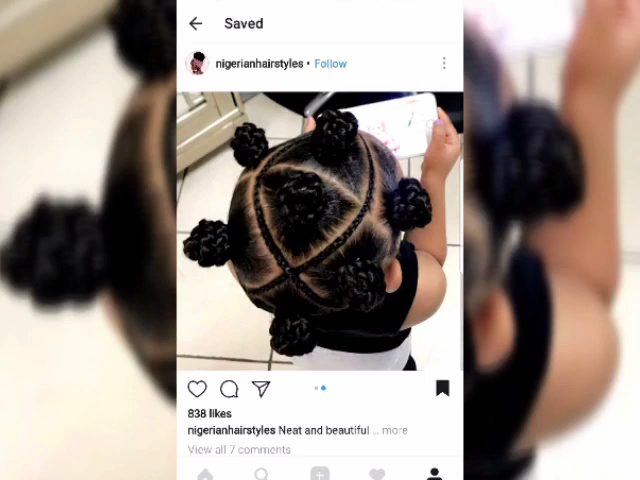 Saved
nigerianhairstyles • Follow
838 likes
nigerianhairstyles Neat and beautiful ... more
View all 7 comments